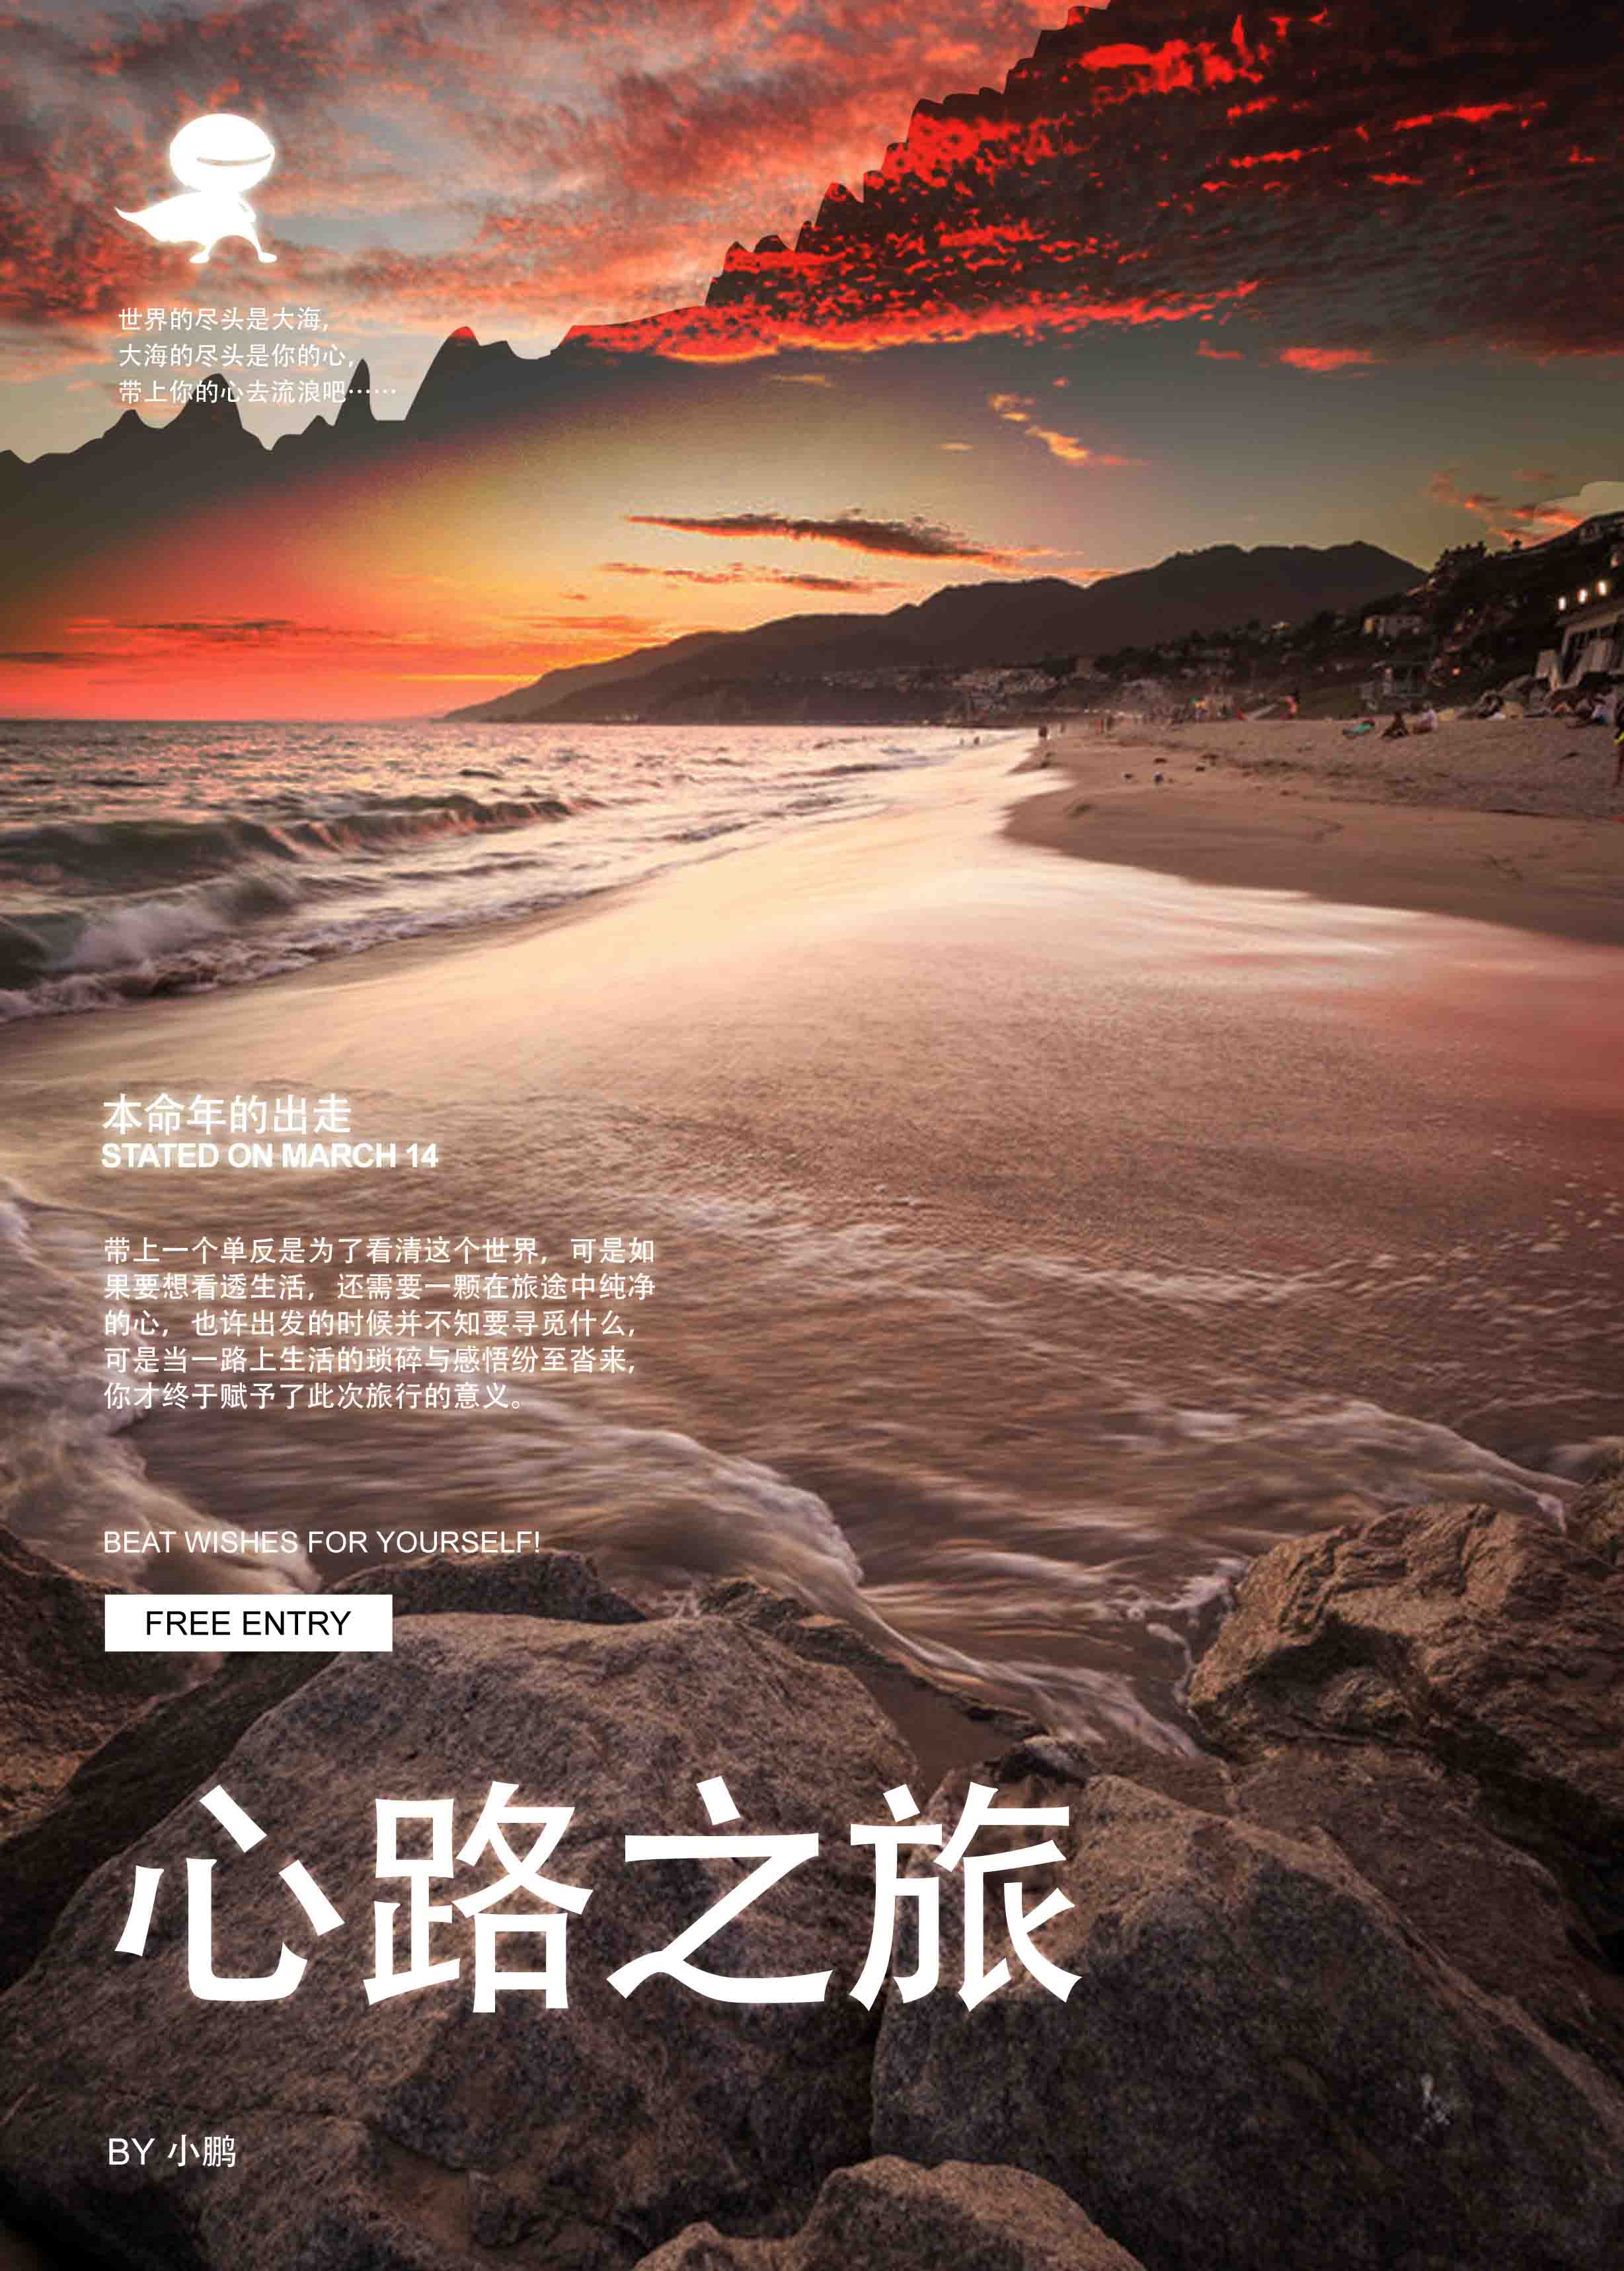 世界的尽头是大海,
大海的尽头是你的心,
带上你的心去流浪吧……
本命年的出走
STATED ON MARCH 14
带上一个单反是为了看清这个世界,可是如
果要想看透生活,还需要一颗在旅途中纯净
的心,也许出发的时候并不知要寻觅什么,
可是当一路上生活的琐碎与感悟纷至沓来,
你才终于赋予了此次旅行的意义。
BEAT WISHES FOR YOURSELF!
FREE ENTRY
心路之旅
BY 小鹏